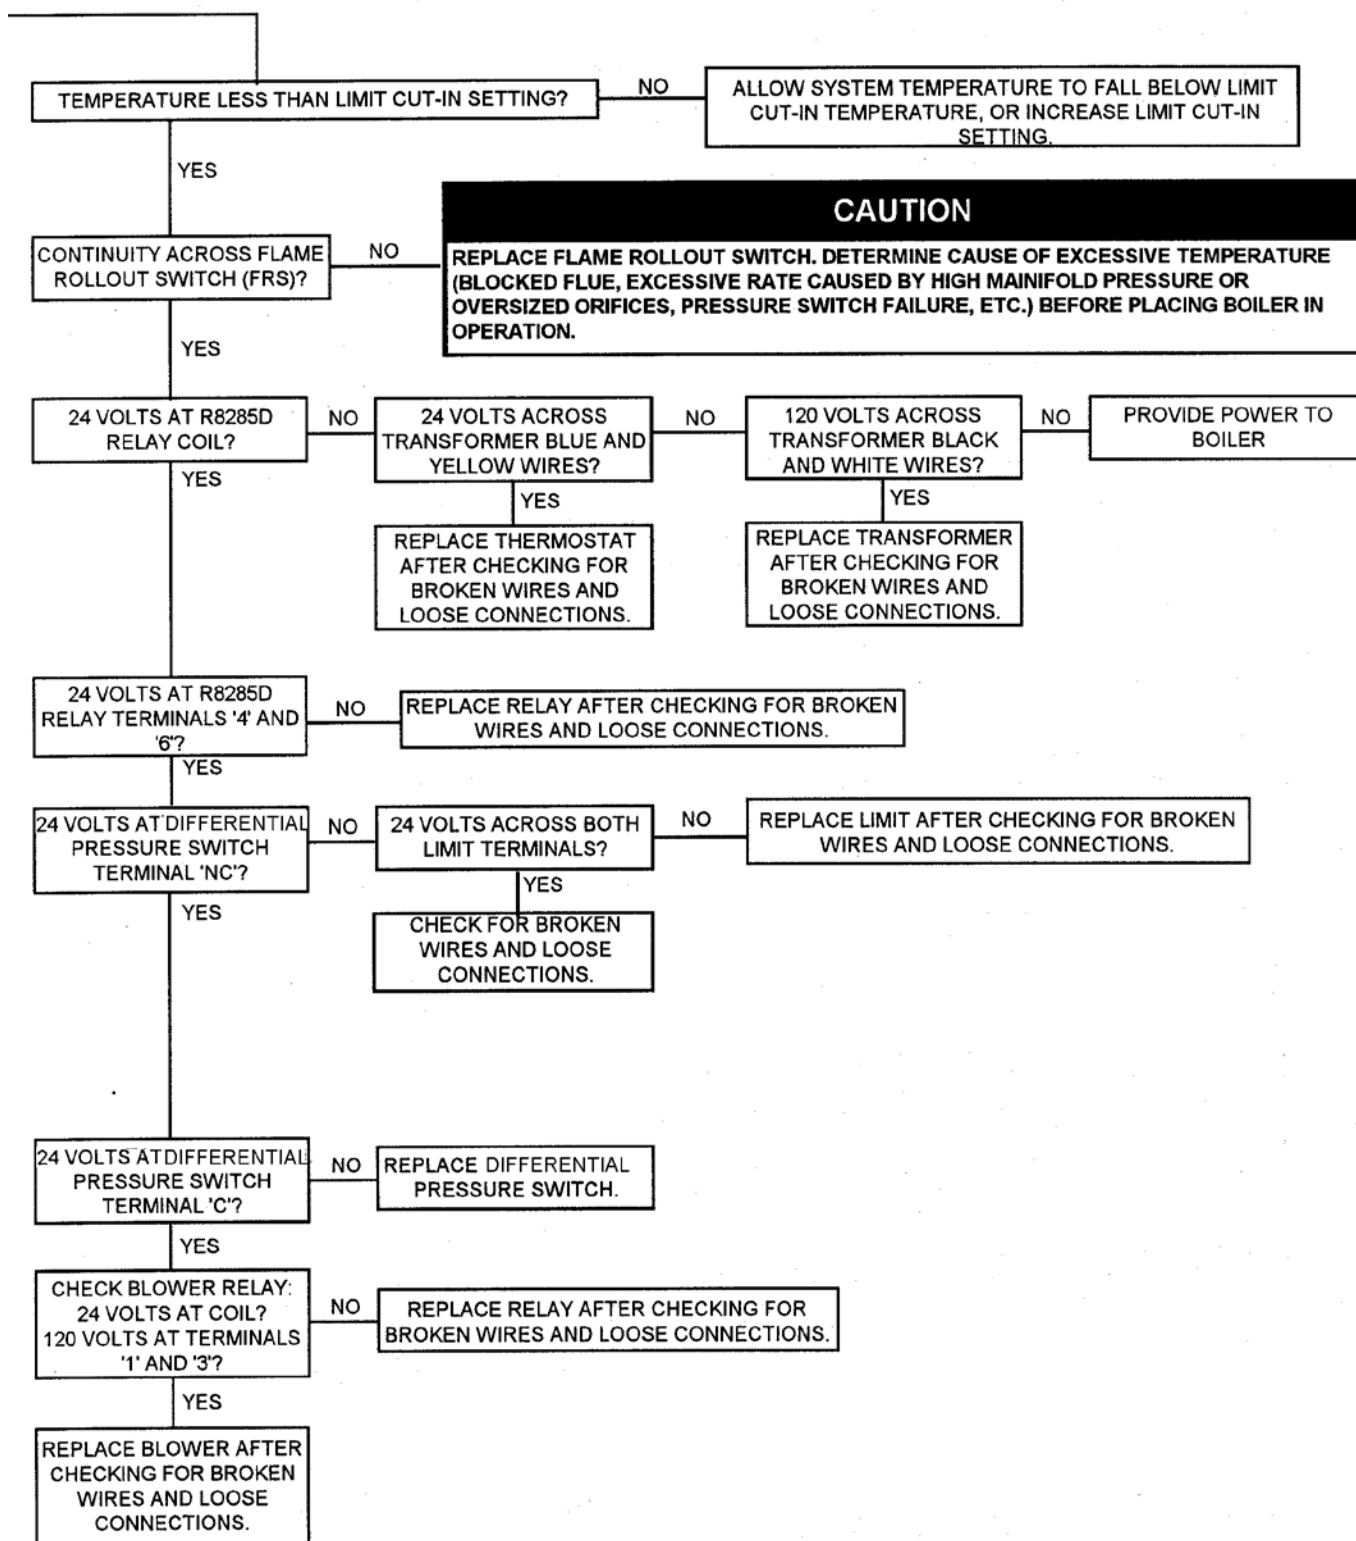 TEMPERATURE LESS THAN LIMIT CUT-IN SETTING?
NO
ALLOW SYSTEM TEMPERATURE TO FALL BELOW LIMIT
CUT-IN TEMPERATURE, OR INCREASE LIMIT CUT-IN
SETTING.
YES
CAUTION
CONTINUITY ACROSS FLAME
ROLLOUT SWITCH (FRS)?
NO
REPLACE FLAME ROLLOUT SWITCH. DETERMINE CAUSE OF EXCESSIVE TEMPERATURE
(BLOCKED FLUE, EXCESSIVE RATE CAUSED BY HIGH MAINIFOLD PRESSURE OR
OVERSIZED ORIFICES, PRESSURE SWITCH FAILURE, ETC.) BEFORE PLACING BOILER IN
OPERATION.
YES
24 VOLTS AT R8285D
RELAY COIL?
NO
24 VOLTS ACROSS
TRANSFORMER BLUE AND
YELLOW WIRES?
NO
120 VOLTS ACROSS
TRANSFORMER BLACK
AND WHITE WIRES?
NO
PROVIDE POWER TO
BOILER
YES
YES
YES
REPLACE THERMOSTAT
AFTER CHECKING FOR
BROKEN WIRES AND
LOOSE CONNECTIONS.
REPLACE TRANSFORMER
AFTER CHECKING FOR
BROKEN WIRES AND
LOOSE CONNECTIONS.
24 VOLTS AT R8285D
RELAY TERMINALS '4' AND
'6'?
NO
REPLACE RELAY AFTER CHECKING FOR BROKEN
WIRES AND LOOSE CONNECTIONS.
YES
24 VOLTS AT DIFFERENTIAL
PRESSURE SWITCH
TERMINAL 'NC'?
NO
24 VOLTS ACROSS BOTH
LIMIT TERMINALS?
NO
REPLACE LIMIT AFTER CHECKING FOR BROKEN
WIRES AND LOOSE CONNECTIONS.
YES
YES
CHECK FOR BROKEN
WIRES AND LOOSE
CONNECTIONS.
24 VOLTS AT DIFFERENTIAL
PRESSURE SWITCH
TERMINAL 'C'?
NO
REPLACE DIFFERENTIAL
PRESSURE SWITCH.
YES
CHECK BLOWER RELAY:
24 VOLTS AT COIL?
120 VOLTS AT TERMINALS
'1' AND '3'?
NO
REPLACE RELAY AFTER CHECKING FOR
BROKEN WIRES AND LOOSE CONNECTIONS.
YES
REPLACE BLOWER AFTER
CHECKING FOR BROKEN
WIRES AND LOOSE
CONNECTIONS.